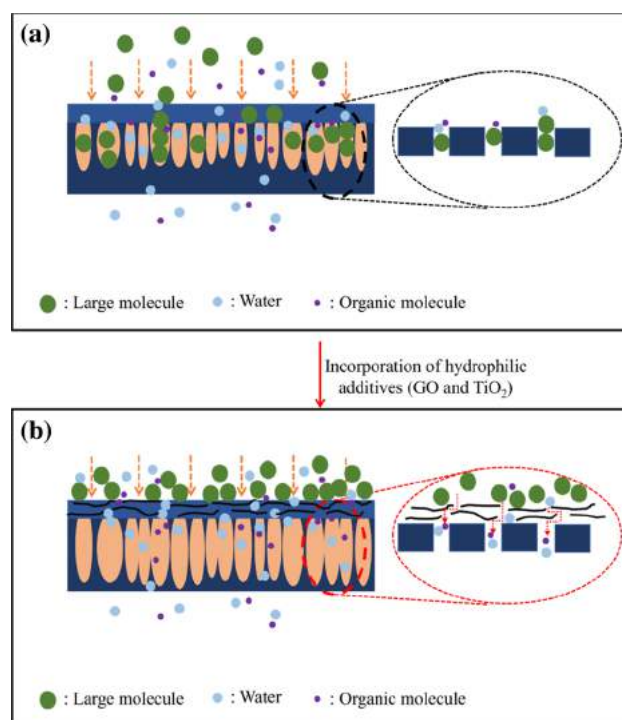 (a)
: Large molecule : Water : Organic molecule
Incorporation of hydrophilic
additives (GO and TiO₂)
(b)
: Large molecule : Water : Organic molecule